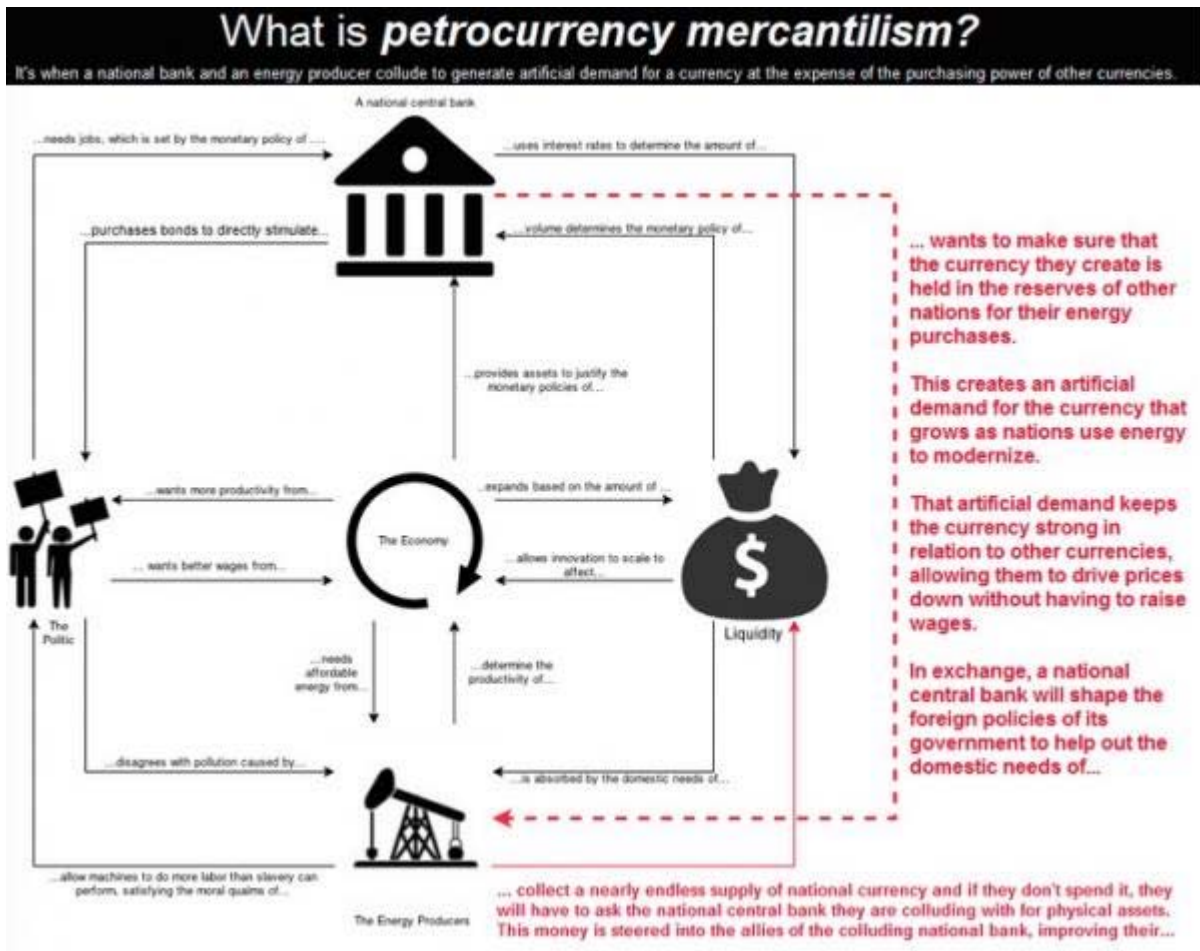 What is petrocurrency mercantilism?
It's when a national bank and an energy producer collude to generate artificial demand for a currency at the expense of the purchasing power of other currencies.
A national central bank
...needs jobs, which is set by the monetary policy of ....
...uses interest rates to determine the amount of...
...purchases bonds to directly stimulate...
...volume determines the monetary policy of...
... wants to make sure that
the currency they create is
held in the reserves of other
nations for their energy
purchases.
This creates an artificial
demand for the currency that
grows as nations use energy
to modernize.
That artificial demand keeps
the currency strong in
relation to other currencies,
allowing them to drive prices
down without having to raise
wages.
In exchange, a national
central bank will shape the
foreign policies of its
government to help out the
domestic needs of...
...provides assets to justify the
monetary policies of...
...wants more productivity from...
...expands based on the amount of ...
The Economy
$
... wants better wages from...
...allows innovation to scale to
affect...
The
Politic
Liquidity
...needs
affordable
energy from...
...determine the
productivity of...
...disagrees with pollution caused by...
...is absorbed by the domestic needs of...
...allow machines to do more labor than slavery can
perform, satisfying the moral qualms of...
The Energy Producers
... collect a nearly endless supply of national currency and if they don't spend it, they
will have to ask the national central bank they are colluding with for physical assets.
This money is steered into the allies of the colluding national bank, improving their...